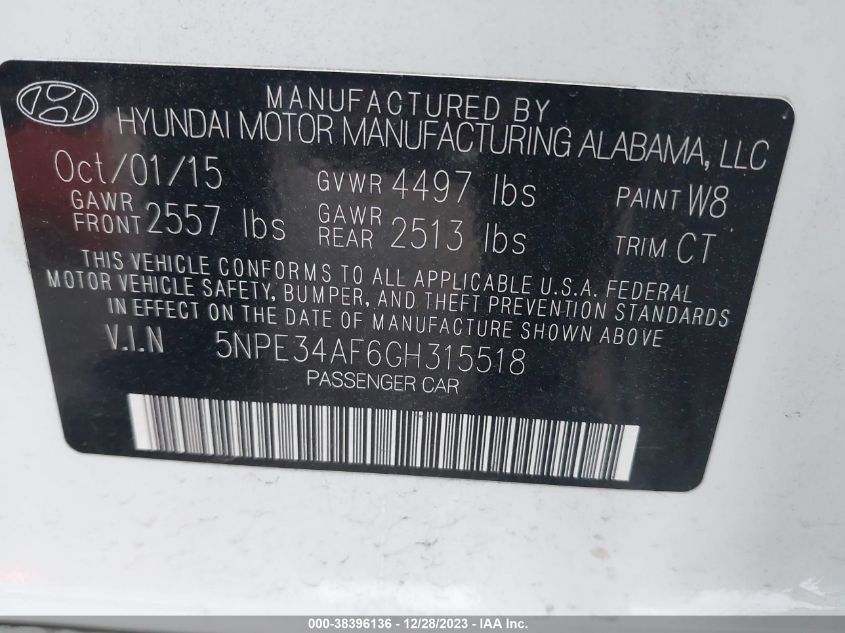 MANUFACTURED BY
HYUNDAI MOTOR MANUFACTURING ALABAMA, LLC
Oct/01/15 GVWR 4497 lbs PAINT W8
GAWR FRONT 2557 lbs GAWR REAR 2513 lbs TRIM CT
THIS VEHICLE CONFORMS TO ALL APPLICABLE U.S.A. FEDERAL
MOTOR VEHICLE SAFETY, BUMPER, AND THEFT PREVENTION STANDARDS
IN EFFECT ON THE DATE OF MANUFACTURE SHOWN ABOVE
V.I.N 5NPE34AF6GH315518
PASSENGER CAR
000-38396136 - 12/28/2023 - IAA Inc.